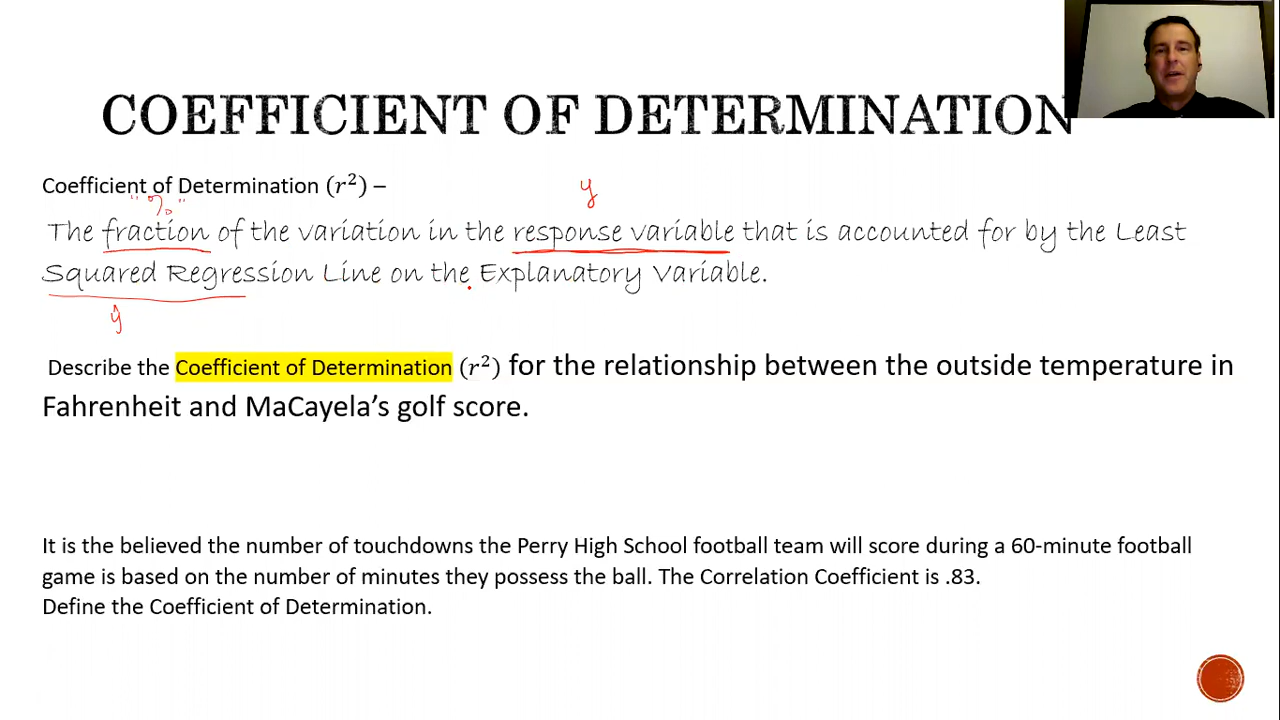 COEFFICIENT OF DETERMINATION
Coefficient of Determination (r²) –
"%"
y
The fraction of the variation in the response variable that is accounted for by the Least
Squared Regression Line on the Explanatory Variable.
ŷ
Describe the Coefficient of Determination (r²) for the relationship between the outside temperature in
Fahrenheit and MaCayela's golf score.
It is the believed the number of touchdowns the Perry High School football team will score during a 60-minute football
game is based on the number of minutes they possess the ball. The Correlation Coefficient is .83.
Define the Coefficient of Determination.